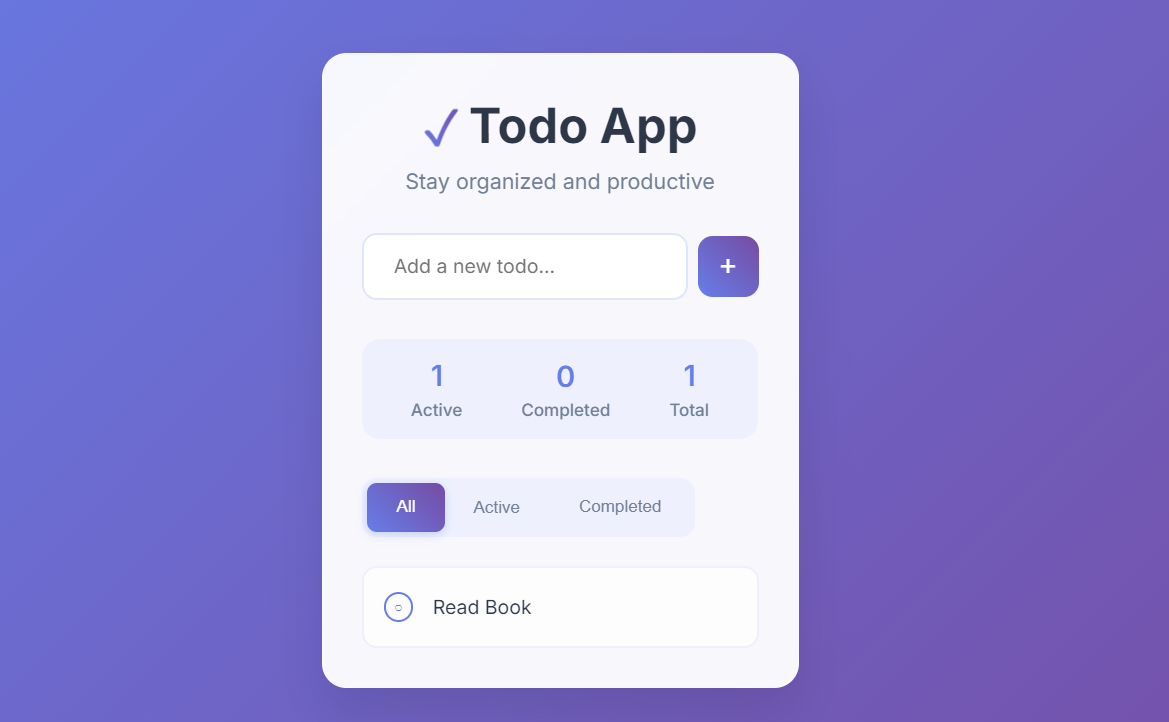 ✓ Todo App
Stay organized and productive
Add a new todo...
+
1 0 1
Active Completed Total
All Active Completed
Read Book